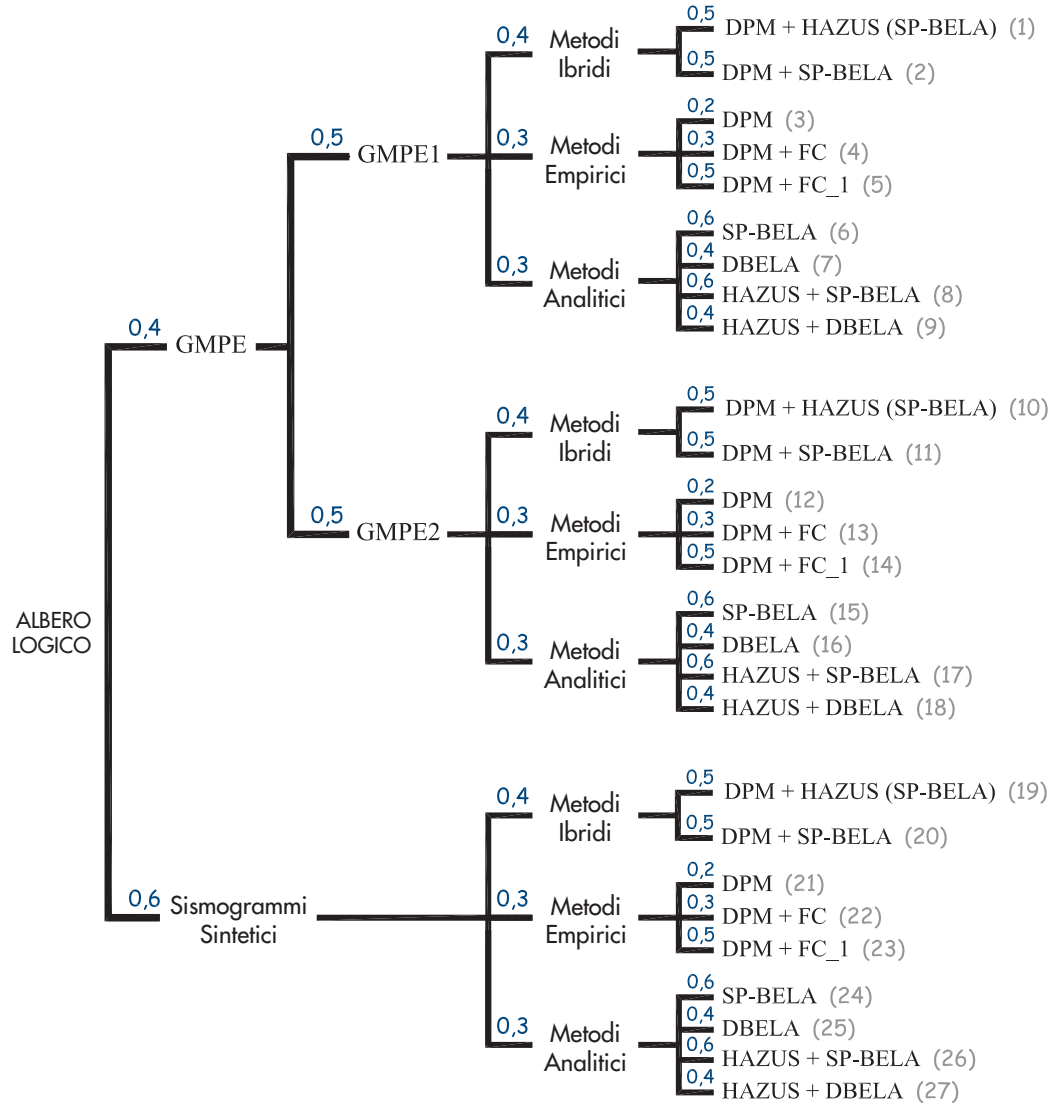 0,5
0,4
Metodi
Ibridi
DPM + HAZUS (SP-BELA) (1)
0,5
DPM + SP-BELA (2)
0,5
GMPE1
0,3
Metodi
Empirici
0,2
DPM (3)
0,3
DPM + FC (4)
0,5
DPM + FC_1 (5)
0,3
Metodi
Analitici
0,6
SP-BELA (6)
0,4
DBELA (7)
0,6
HAZUS + SP-BELA (8)
0,4
HAZUS + DBELA (9)
0,4
GMPE
0,4
Metodi
Ibridi
0,5
DPM + HAZUS (SP-BELA) (10)
0,5
DPM + SP-BELA (11)
0,5
GMPE2
0,3
Metodi
Empirici
0,2
DPM (12)
0,3
DPM + FC (13)
0,5
DPM + FC_1 (14)
0,3
Metodi
Analitici
0,6
SP-BELA (15)
0,4
DBELA (16)
0,6
HAZUS + SP-BELA (17)
0,4
HAZUS + DBELA (18)
ALBERO
LOGICO
0,4
Metodi
Ibridi
0,5
DPM + HAZUS (SP-BELA) (19)
0,5
DPM + SP-BELA (20)
0,6
Sismogrammi
Sintetici
0,3
Metodi
Empirici
0,2
DPM (21)
0,3
DPM + FC (22)
0,5
DPM + FC_1 (23)
0,3
Metodi
Analitici
0,6
SP-BELA (24)
0,4
DBELA (25)
0,6
HAZUS + SP-BELA (26)
0,4
HAZUS + DBELA (27)